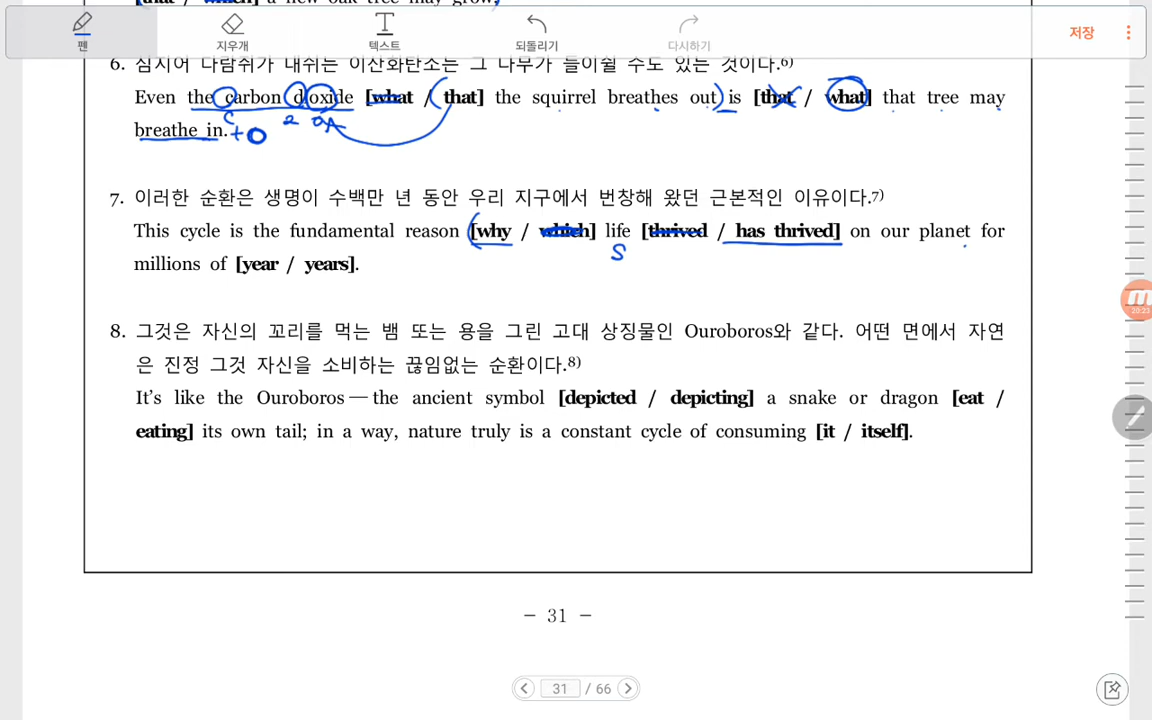 [that / which] a new oak tree may grow.
펜
지우개
텍스트
되돌리기
다시하기
저장
6. 심지어 다람쥐가 내쉬는 이산화탄소는 그 나무가 들이쉴 수도 있는 것이다.6)
Even the carbon dioxide [what / that] the squirrel breathes out is [that / what] that tree may
breathe in.
7. 이러한 순환은 생명이 수백만 년 동안 우리 지구에서 번창해 왔던 근본적인 이유이다.7)
This cycle is the fundamental reason [why / which] life [thrived / has thrived] on our planet for
S
millions of [year / years].
20:23
8. 그것은 자신의 꼬리를 먹는 뱀 또는 용을 그린 고대 상징물인 Ouroboros와 같다. 어떤 면에서 자연
은 진정 그것 자신을 소비하는 끊임없는 순환이다.8)
It's like the Ouroboros — the ancient symbol [depicted / depicting] a snake or dragon [eat /
eating] its own tail; in a way, nature truly is a constant cycle of consuming [it / itself].
- 31 -
31 / 66